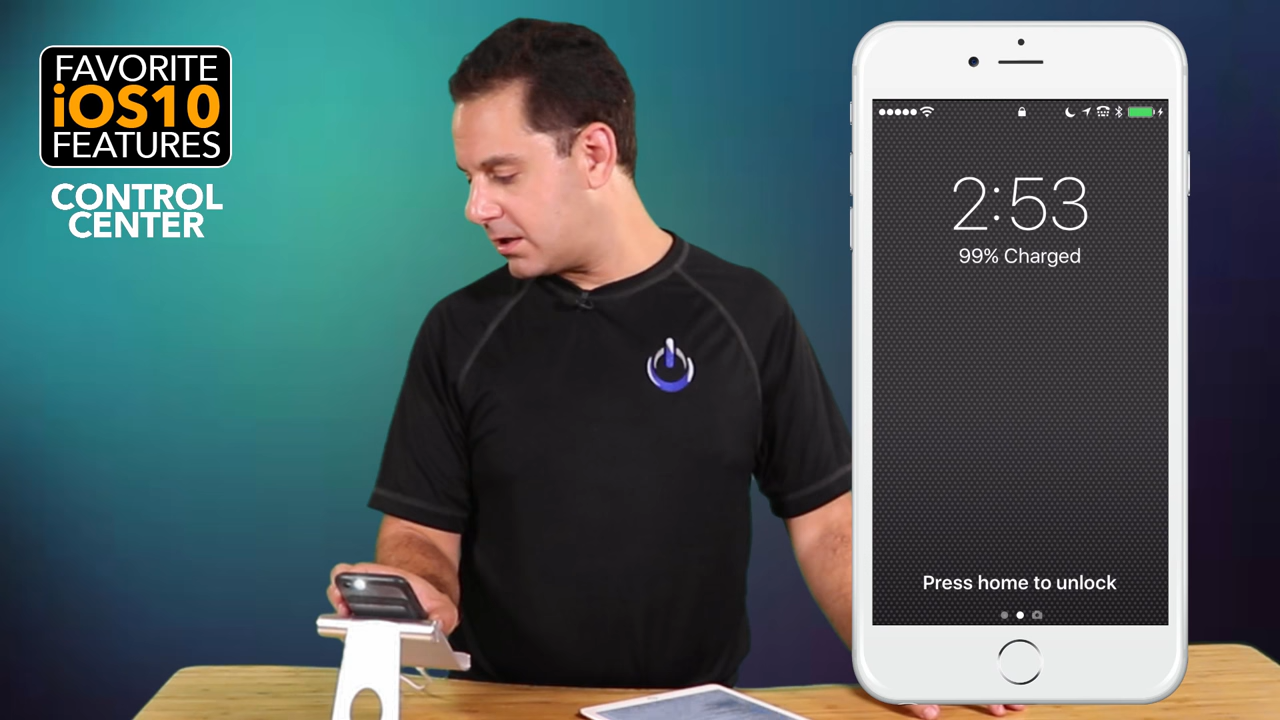 FAVORITE
iOS10
FEATURES
CONTROL
CENTER
2:53
99% Charged
Press home to unlock